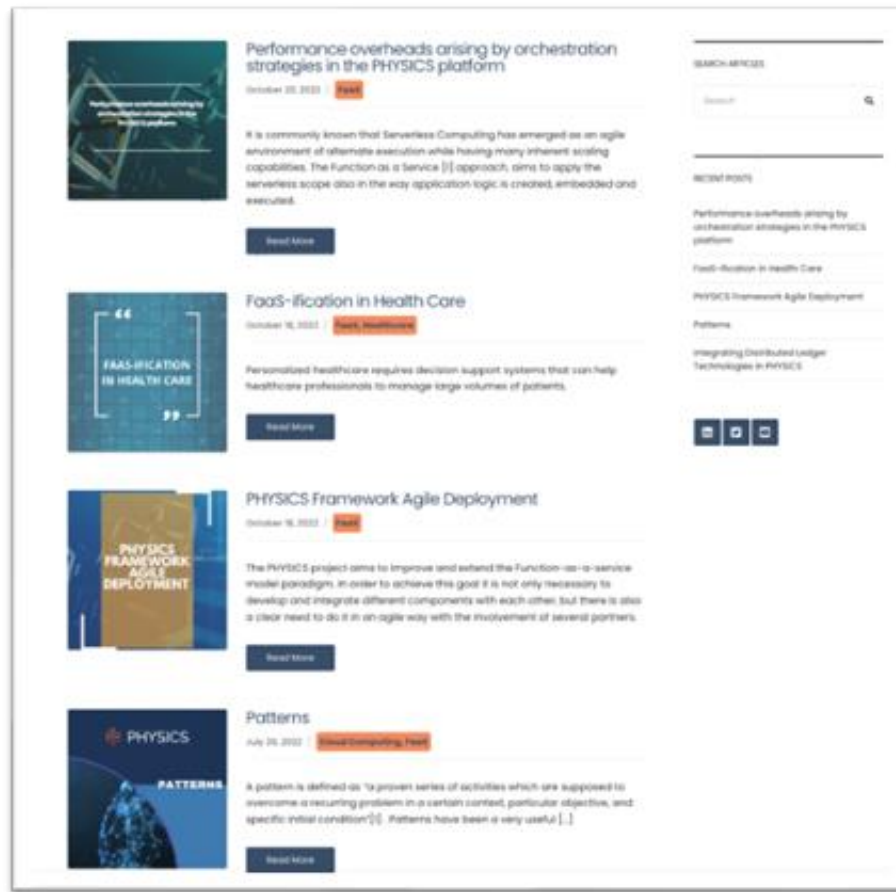 Performance overheads arising by
orchestration strategies in the
PHYSICS platform
Performance overheads arising by orchestration
strategies in the PHYSICS platform
October 20, 2022 | FaaS
It is commonly known that Serverless Computing has emerged as an agile
environment of alternate execution while having many inherent scaling
capabilities. The Function as a Service [1] approach, aims to apply the
serverless scope also in the way application logic is created, embedded and
executed.
Read More
“
FAAS-IFICATION
IN HEALTH CARE
”
FaaS-ification in Health Care
October 18, 2022 | FaaS, Healthcare
Personalized healthcare requires decision support systems that can help
healthcare professionals to manage large volumes of patients.
Read More
PHYSICS
FRAMEWORK
AGILE
DEPLOYMENT
PHYSICS Framework Agile Deployment
October 2022 | FaaS
The PHYSICS project aims to improve and extend the Function-as-a-service
model paradigm. In order to achieve this goal it is not only necessary to
develop and integrate different components with each other, but there is also
a clear need to do it in an agile way with the involvement of several partners.
Read More
PHYSICS
PATTERNS
Patterns
July 2022 | Cloud Computing, FaaS
A pattern is defined as "a proven series of activities which are supposed to
overcome a recurring problem in a certain context, particular objective, and
specific initial condition"[1]. Patterns have been a very useful [...]
Read More
SEARCH ARTICLES
Search
RECENT POSTS
Performance overheads arising by
orchestration strategies in the PHYSICS
platform
FaaS-ification in Health Care
PHYSICS Framework Agile Deployment
Patterns
Integrating Distributed Ledger
Technologies in PHYSICS